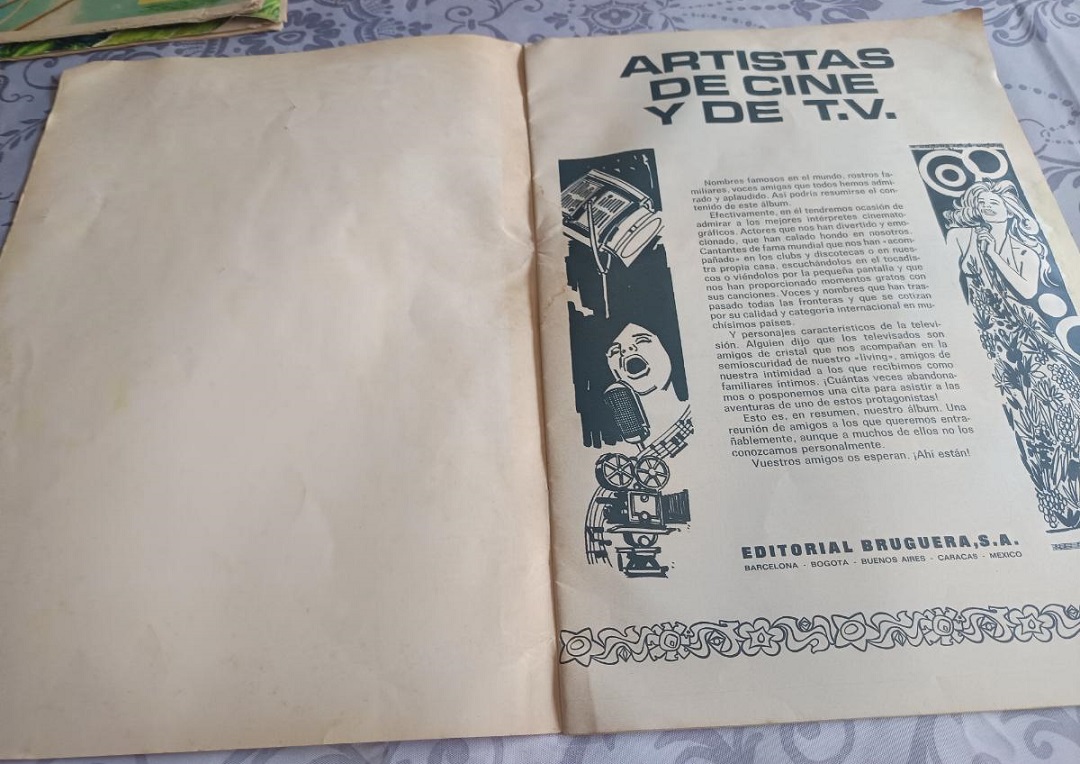 ARTISTAS
DE CINE
Y DE T.V.
Nombres famosos en el mundo, rostros fa-
miliares, voces amigas que todos hemos admi-
rado y aplaudido. Así podría resumirse el con-
tenido de este álbum.
Efectivamente, en él tendremos ocasión de
admirar a los mejores intérpretes cinemato-
gráficos. Actores que nos han divertido y emo-
cionado, que han calado hondo en nosotros.
Cantantes de fama mundial que nos han «acom-
pañado» en los clubs y discotecas o en nues-
tra propia casa, escuchándolos en el tocadis-
cos o viéndolos por la pequeña pantalla y que
nos han proporcionado momentos gratos con
sus canciones. Voces y nombres que han tras-
pasado todas las fronteras y que se cotizan
por su calidad y categoría internacional en mu-
chísimos países.
Y personajes característicos de la televi-
sión. Alguien dijo que los televisados son
amigos de cristal que nos acompañan en la
semioscuridad de nuestro «living», amigos de
nuestra intimidad a los que recibimos como
familiares íntimos. ¡Cuántas veces abandona-
mos o posponemos una cita para asistir a las
aventuras de uno de estos protagonistas!
Esto es, en resumen, nuestro álbum. Una
reunión de amigos a los que queremos entra-
ñablemente, aunque a muchos de ellos no los
conozcamos personalmente.
Vuestros amigos os esperan. ¡Ahí están!
EDITORIAL BRUGUERA, S.A.
BARCELONA - BOGOTA - BUENOS AIRES - CARACAS - MEXICO